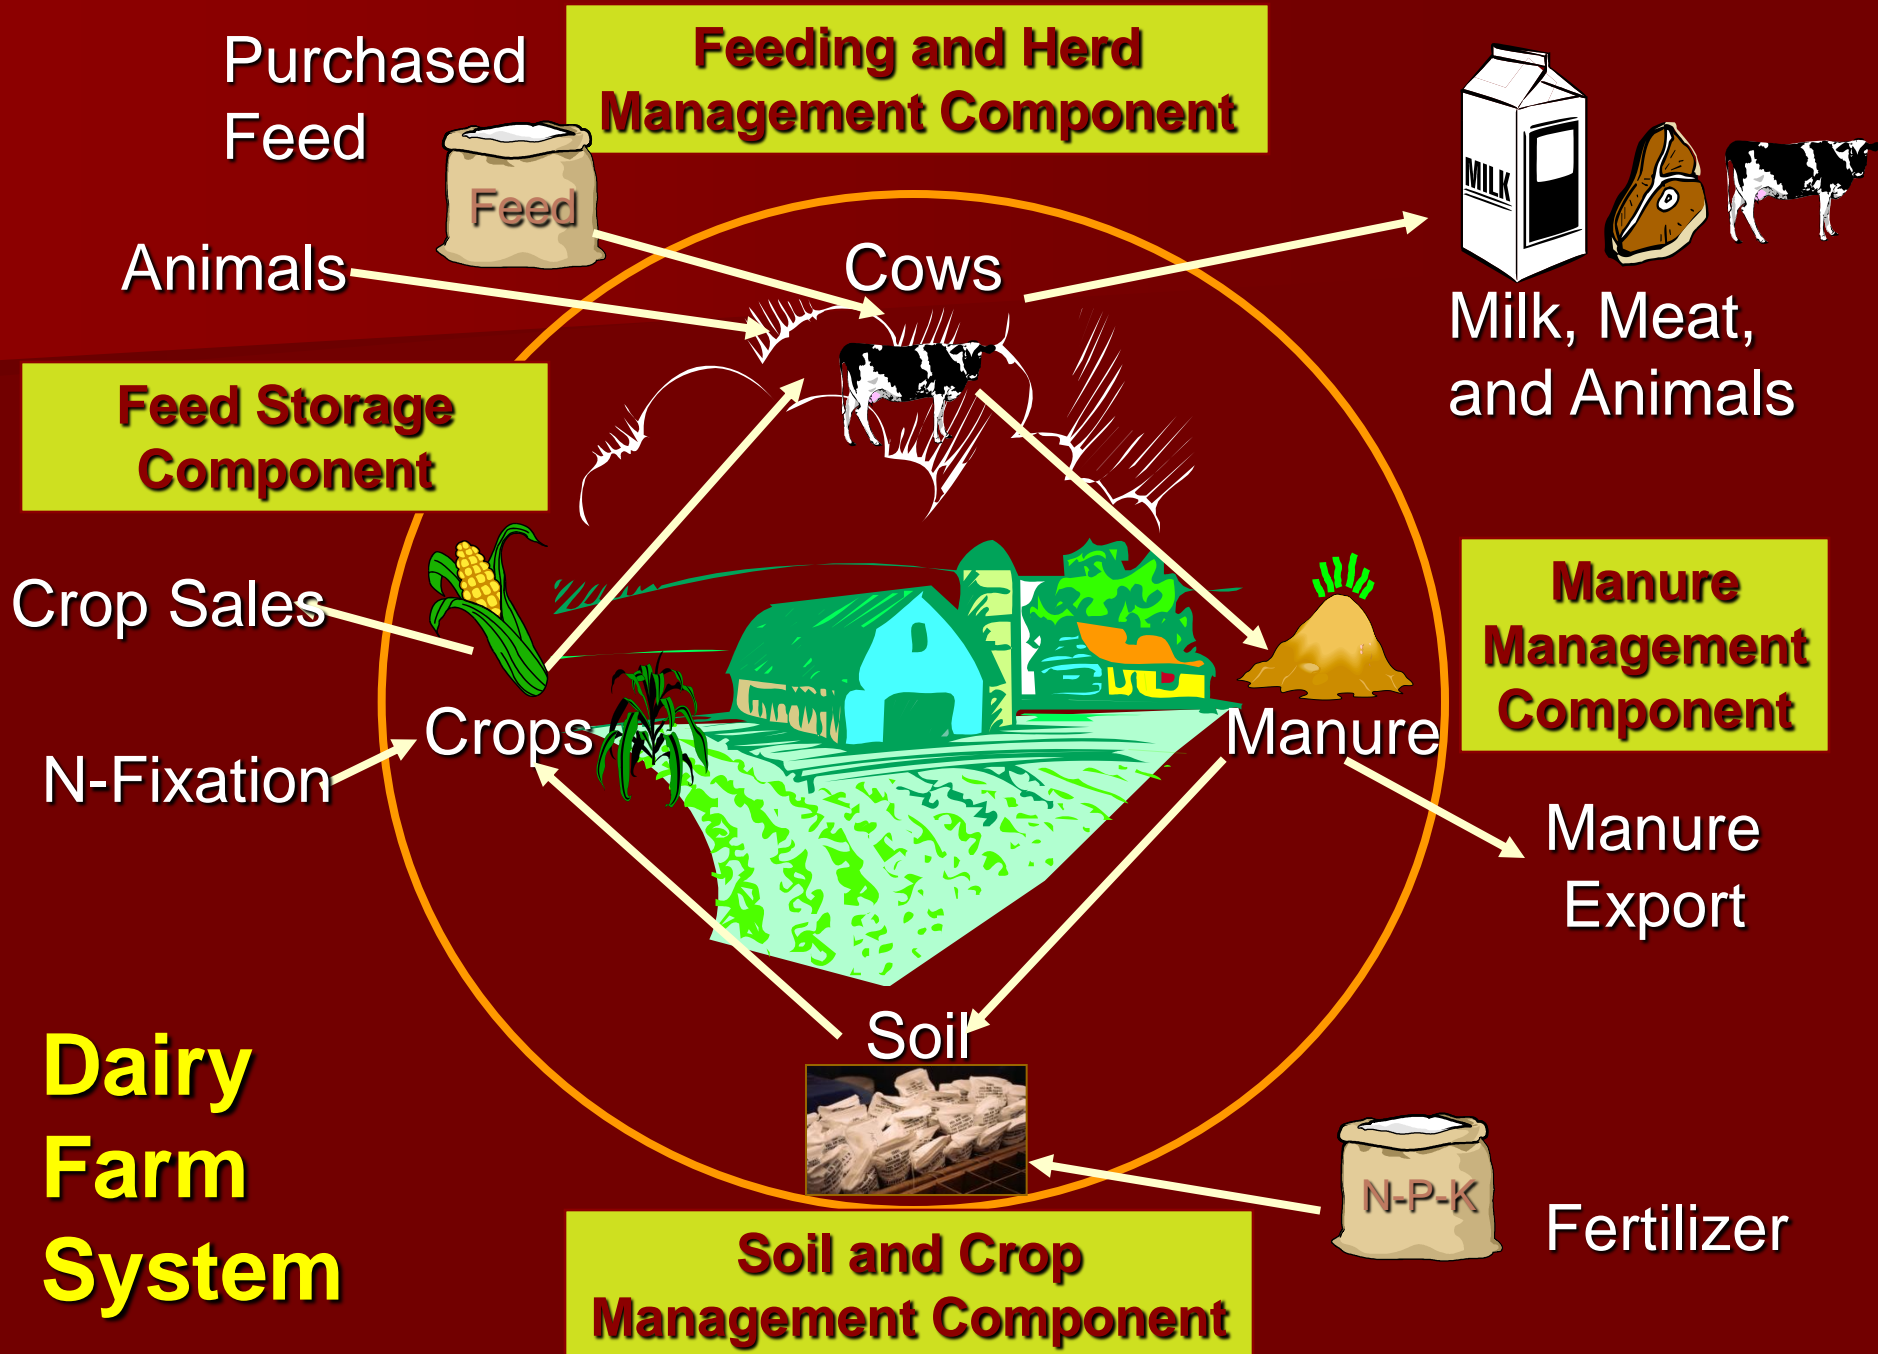 Purchased
Feed
Feeding and Herd
Management Component
Feed
MILK
Animals
Cows
Milk, Meat,
and Animals
Feed Storage
Component
Crop Sales
Manure
Management
Component
Crops
Manure
N-Fixation
Manure
Export
Soil
Dairy
Farm
System
N-P-K
Fertilizer
Soil and Crop
Management Component